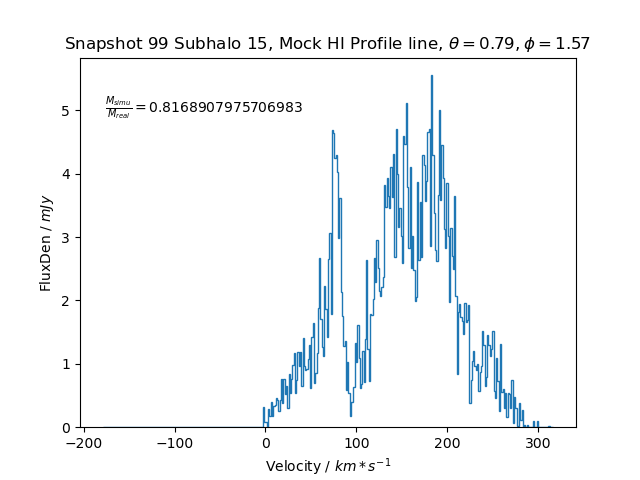 Snapshot 99 Subhalo 15, Mock HI Profile line, θ = 0.79, ϕ = 1.57
M_simu/M_real = 0.8168907975706983
FluxDen / mJy
5
4
3
2
1
0
−200 −100 0 100 200 300
Velocity / km * s⁻¹